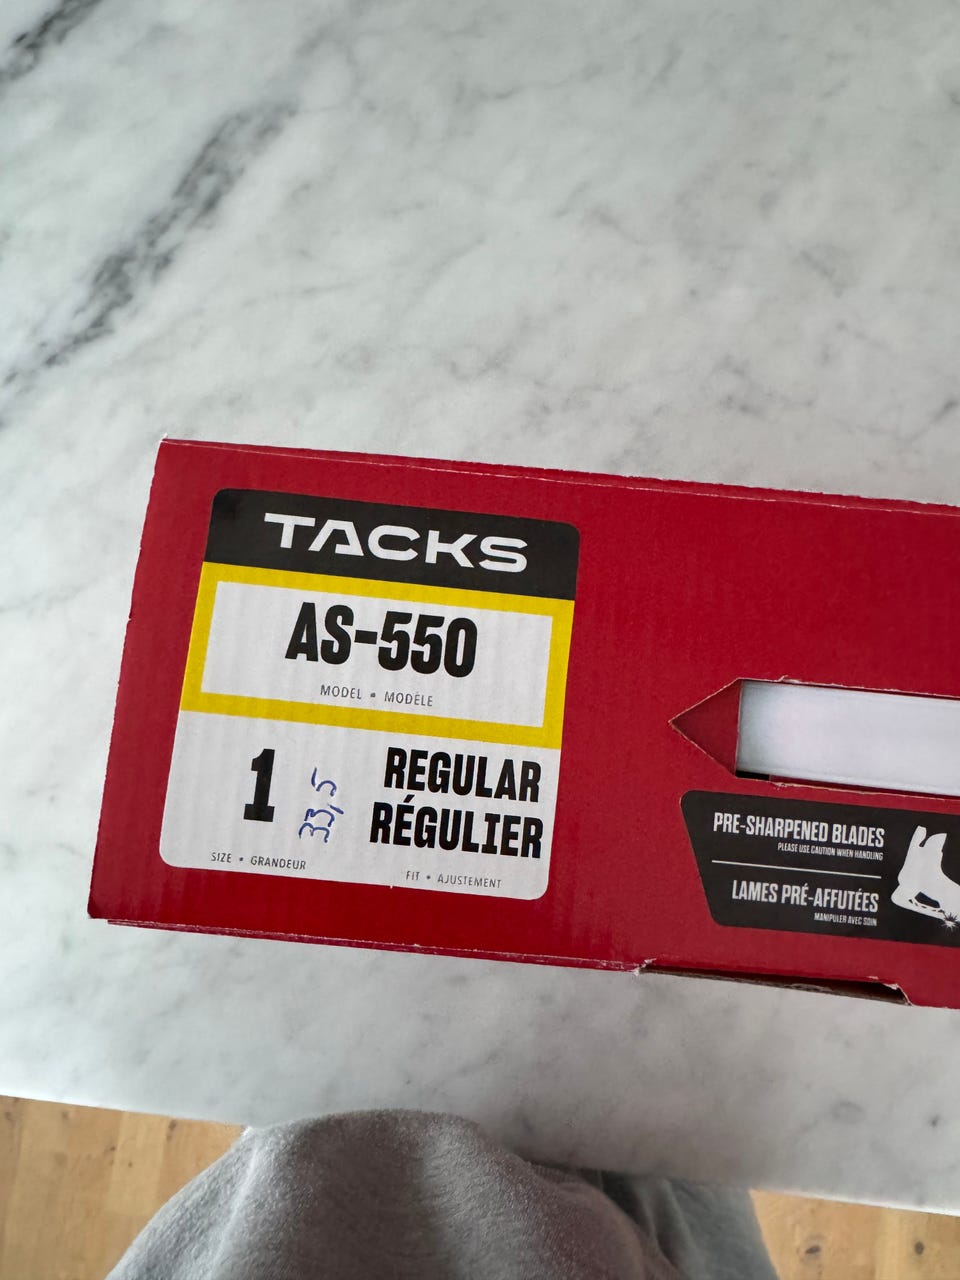 TACKS
AS-550
MODEL • MODÈLE
1
33,5
REGULAR
RÉGULIER
SIZE • GRANDEUR
FIT • AJUSTEMENT
PRE-SHARPENED BLADES
PLEASE USE CAUTION WHEN HANDLING
LAMES PRÉ-AFFUTÉES
MANIPULER AVEC SOIN